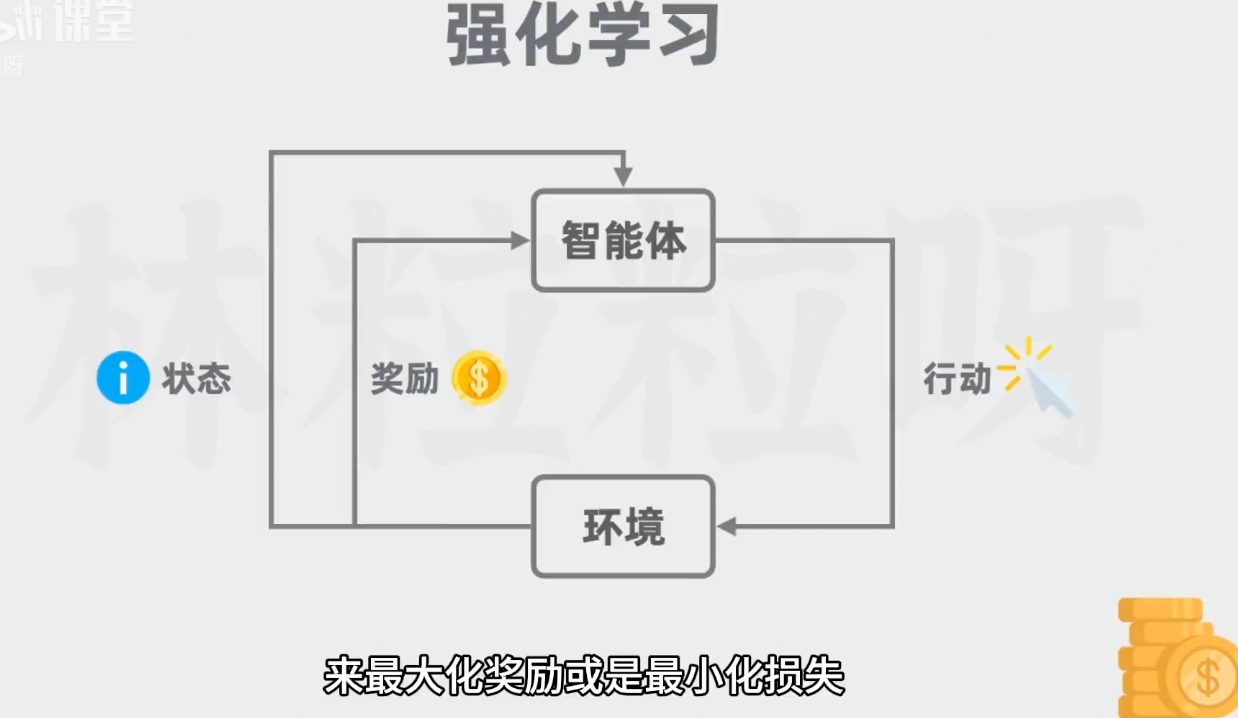 课堂
呀
强化学习
林粒粒呀
智能体
状态
奖励
行动
环境
来最大化奖励或是最小化损失